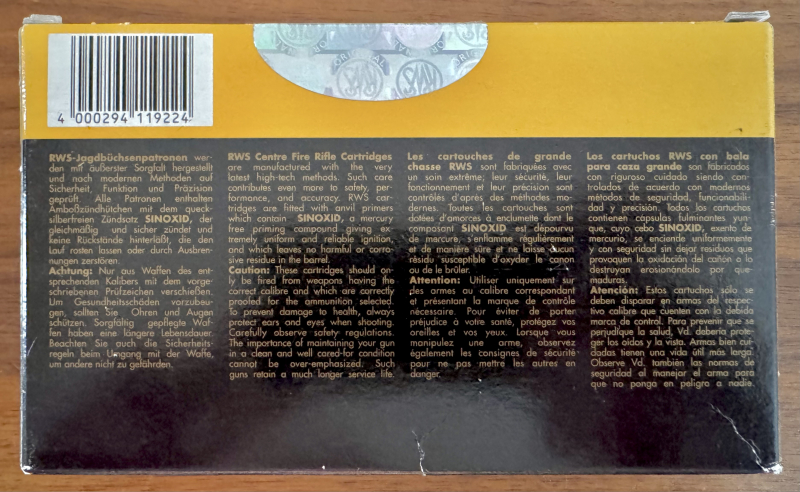 4 000294 119224
ORIGINAL
RWS
RWS-Jagdbüchsenpatronen wer-
den mit äußerster Sorgfalt hergestellt
und nach modernen Methoden auf
Sicherheit, Funktion und Präzision
geprüft. Alle Patronen enthalten
Amboßzündhütchen mit dem queck-
silberfreien Zündsatz SINOXID, der
gleichmäßig und sicher zündet und
keine Rückstände hinterläßt, die den
Lauf rosten lassen oder durch Ausbren-
nungen zerstören.
Achtung: Nur aus Waffen des ent-
sprechenden Kalibers mit dem vorge-
schriebenen Prüfzeichen verschießen.
Um Gesundheitsschäden vorzubeu-
gen, sollten Sie Ohren und Augen
schützen. Sorgfältig gepflegte Waf-
fen haben eine längere Lebensdauer.
Beachten Sie auch die Sicherheits-
regeln beim Umgang mit der Waffe,
um andere nicht zu gefährden.
RWS Centre Fire Rifle Cartridges
are manufactured with the very
latest high-tech methods. Such care
contributes even more to safety, per-
formance, and accuracy. RWS car-
tridges are fitted with anvil primers
which contain SINOXID, a mercury
free priming compound giving ex-
tremely uniform and reliable ignition,
and which leaves no harmful or corro-
sive residue in the barrel.
Caution: These cartridges should on-
ly be fired from weapons having the
correct calibre and which are correctly
proofed for the ammunition selected.
To prevent damage to health, always
protect ears and eyes when shooting.
Carefully observe safety regulations.
The importance of maintaining your gun
in a clean and well cared-for condition
cannot be over-emphasized. Such
guns retain a much longer service life.
Les cartouches de grande
chasse RWS sont fabriquées avec
un soin extrême; leur sécurité, leur
fonctionnement et leur précision sont
contrôlés d'après des méthodes mo-
dernes. Toutes les cartouches sont
dotées d'amorces à enclumette dont le
composant SINOXID est dépourvu
de mercure, s'enflamme régulièrement
et de manière sûre et ne laisse aucun
résidu susceptible d'oxyder le canon
ou de le brûler.
Attention: Utiliser uniquement sur
des armes au calibre correspondant
et présentant la marque de contrôle
nécessaire. Pour éviter de porter
préjudice à votre santé, protégez vos
oreilles et vos yeux. Lorsque vous
manipulez une arme, observez
également les consignes de sécurité
pour ne pas mettre les autres en
danger.
Los cartuchos RWS con bala
para caza grande son fabricados
con riguroso cuidado siendo con-
trolados de acuerdo con modernos
métodos de seguridad, funcionabili-
dad y precisión. Todos los cartuchos
contienen cápsulas fulminantes yun-
que, cuyo cebo SINOXID, exento de
mercurio, se enciende uniformemente
y con seguridad sin dejar residuos que
provoquen la oxidación del cañón o lo
destruyan erosionándolo por que-
maduras.
Atención: Estos cartuchos sólo se
deben disparar en armas del respec-
tivo calibre que cuenten con la debida
marca de control. Para prevenir que se
perjudique la salud, Vd. debería prote-
ger los oídos y la vista. Armas bien cui-
dadas tienen una vida útil más larga.
Observe Vd. también las normas de
seguridad al manejar el arma para
que no ponga en peligro a nadie.